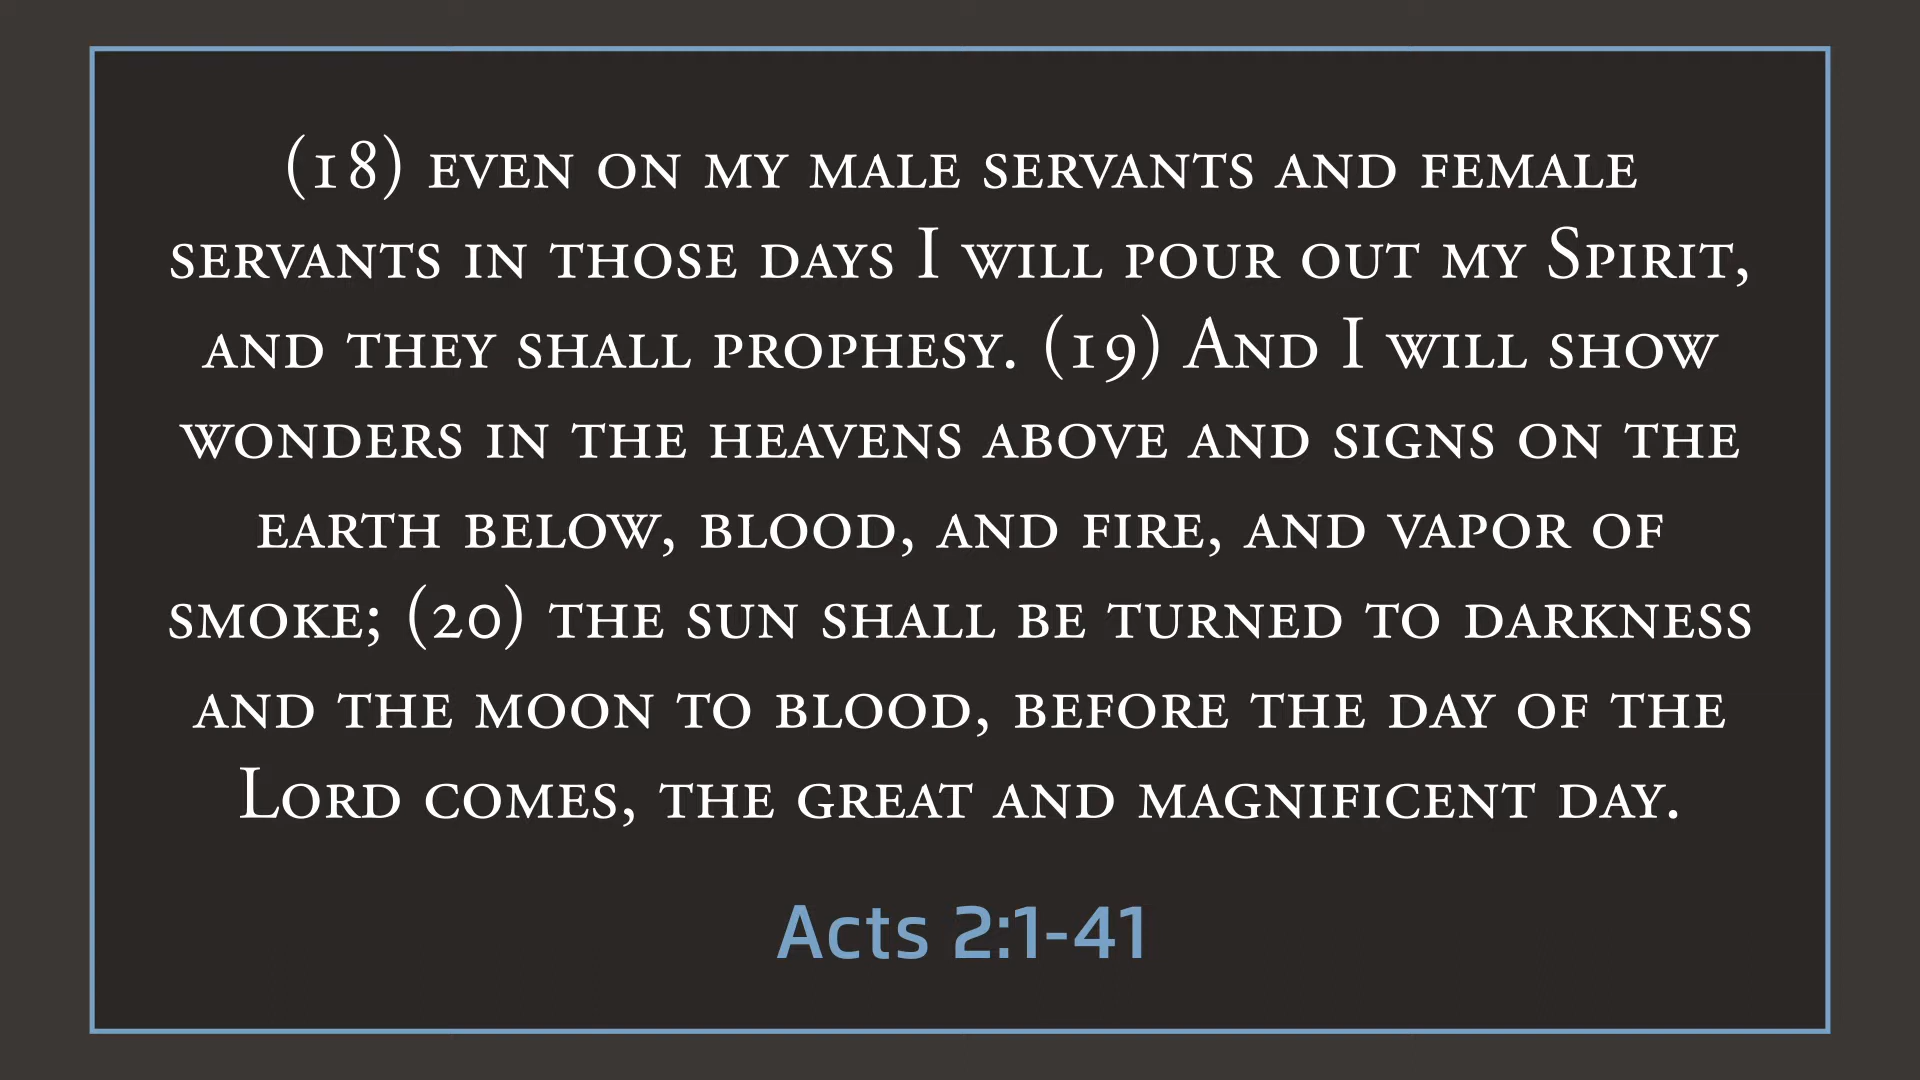 (18) even on my male servants and female
servants in those days I will pour out my Spirit,
and they shall prophesy. (19) And I will show
wonders in the heavens above and signs on the
earth below, blood, and fire, and vapor of
smoke; (20) the sun shall be turned to darkness
and the moon to blood, before the day of the
Lord comes, the great and magnificent day.
Acts 2:1-41